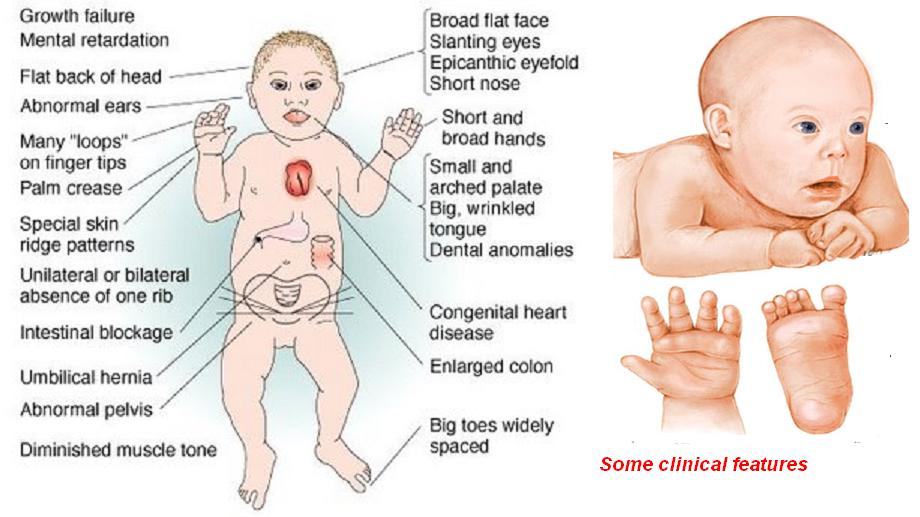 Growth failure
Mental retardation
Flat back of head
Abnormal ears
Many "loops"
on finger tips
Palm crease
Special skin
ridge patterns
Unilateral or bilateral
absence of one rib
Intestinal blockage
Umbilical hernia
Abnormal pelvis
Diminished muscle tone
Broad flat face
Slanting eyes
Epicanthic eyefold
Short nose
Short and
broad hands
Small and
arched palate
Big, wrinkled
tongue
Dental anomalies
Congenital heart
disease
Enlarged colon
Big toes widely
spaced
Some clinical features